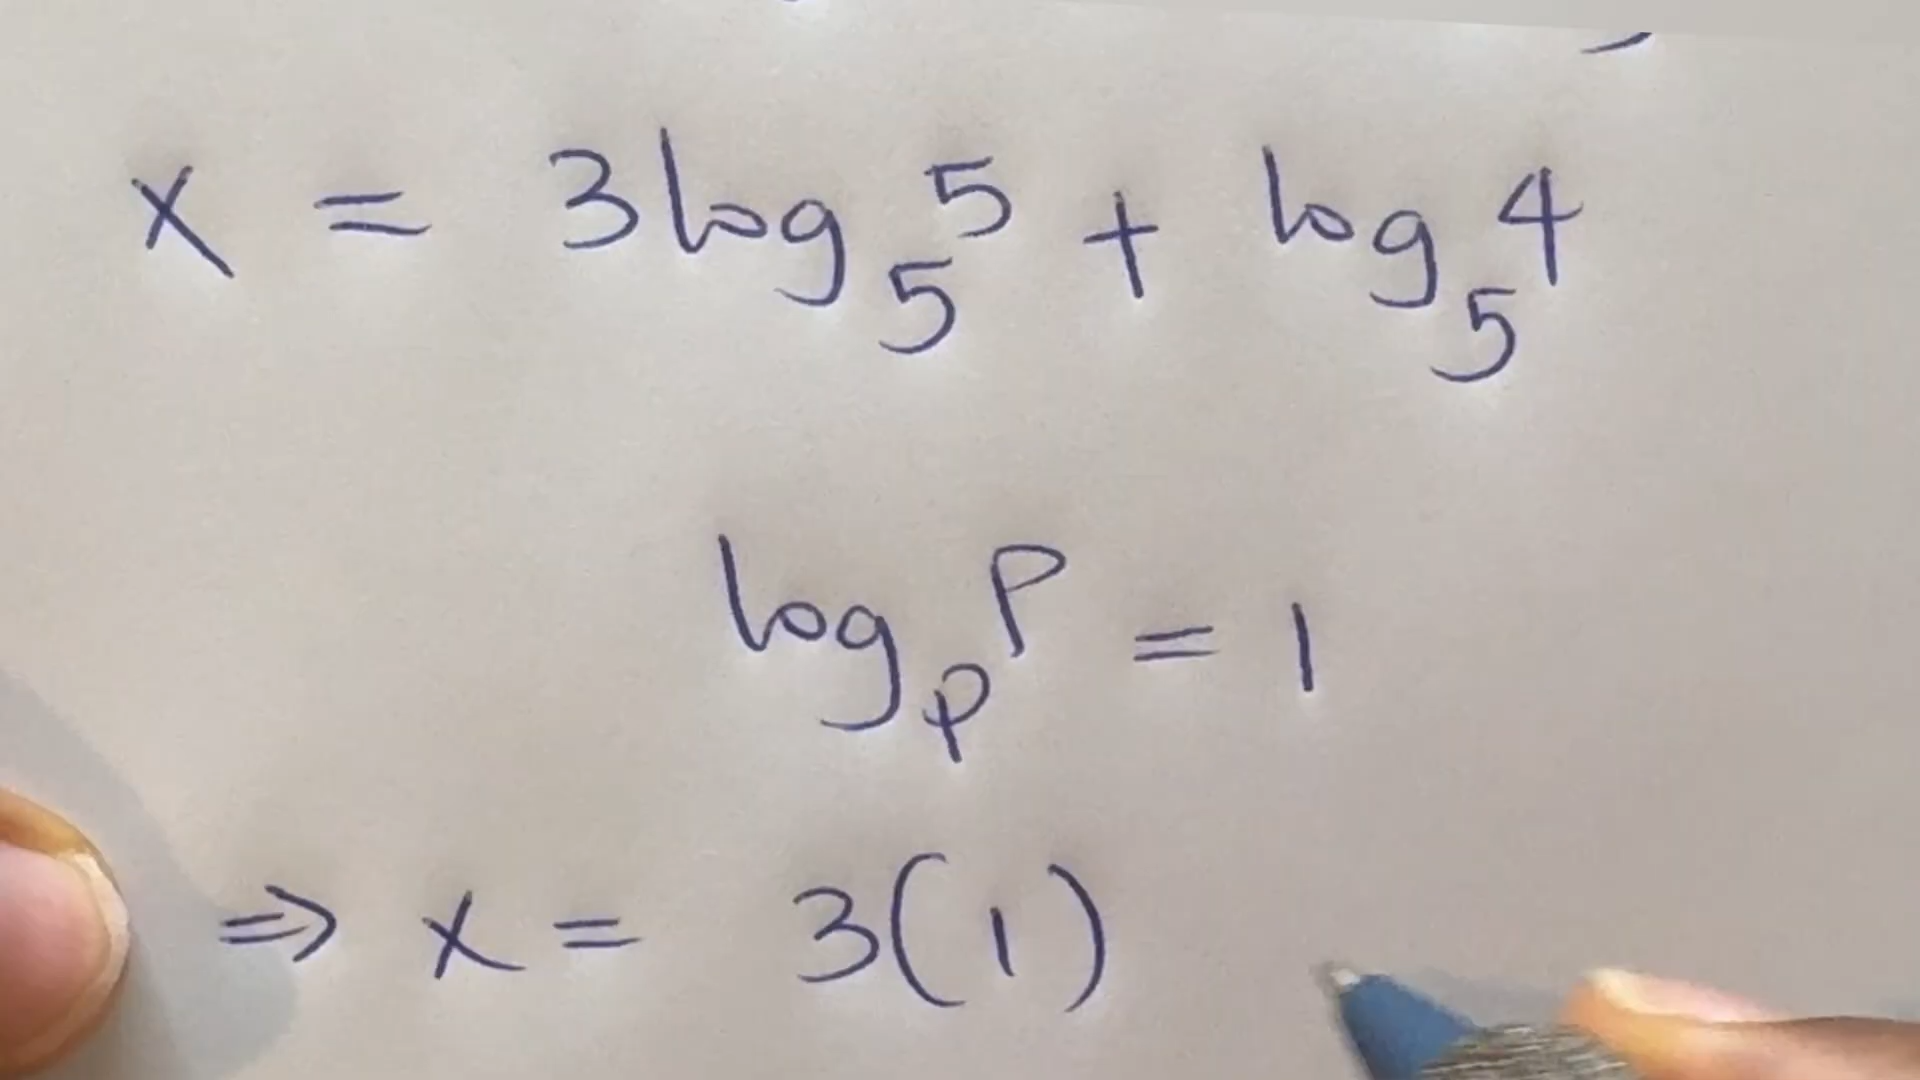 x = 3log₅5 + log₅4
logₚP = 1
⇒ x = 3(1)